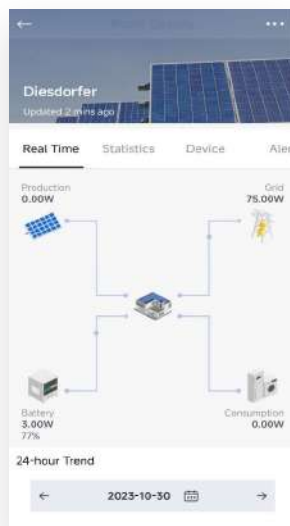 Diesdorfer
Updated 2 mins ago
Real Time Statistics Device Aler
Production
0.00W
Grid
75.00W
Battery
3.00W
77%
Consumption
0.00W
24-hour Trend
2023-10-30